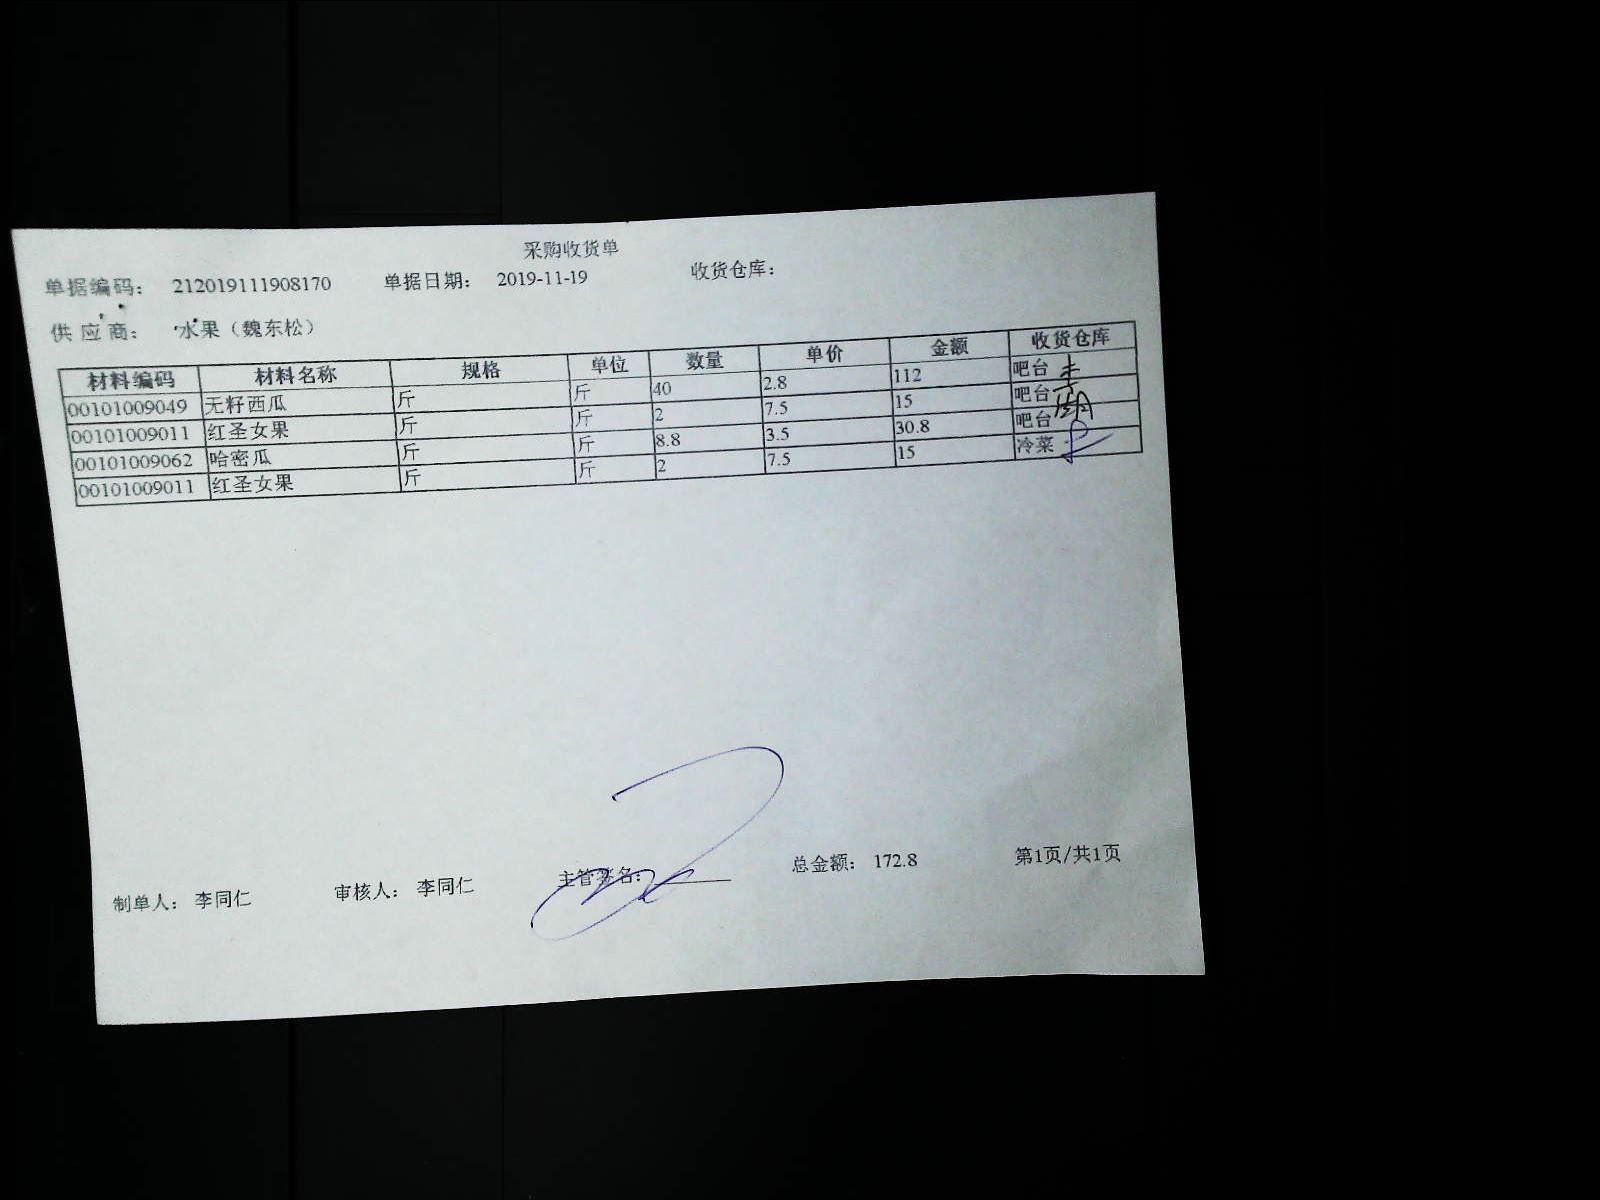 采购收货单
单据编码： 212019111908170 单据日期： 2019-11-19 收货仓库：
供应商： 水果（魏东松）
材料编码 材料名称 规格 单位 数量 单价 金额 收货仓库
00101009049 无籽西瓜 斤 斤 40 2.8 112 吧台
00101009011 红圣女果 斤 斤 2 7.5 15 吧台
00101009062 哈密瓜 斤 斤 8.8 3.5 30.8 吧台
00101009011 红圣女果 斤 斤 2 7.5 15 冷菜
制单人： 李同仁 审核人： 李同仁 主管签名： 总金额： 172.8 第1页/共1页